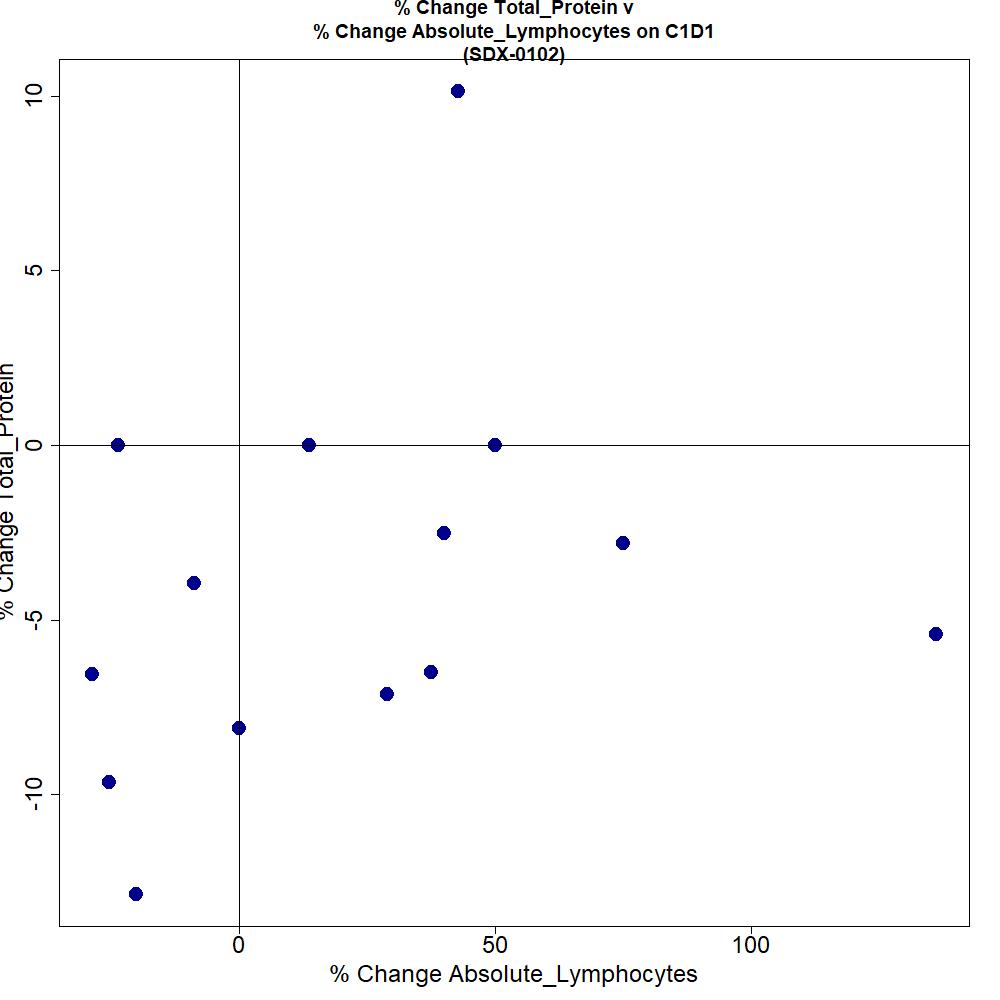 % Change Total_Protein v
% Change Absolute_Lymphocytes on C1D1
(SDX-0102)
10
5
0
-5
-10
% Change Total_Protein
0
50
100
% Change Absolute_Lymphocytes